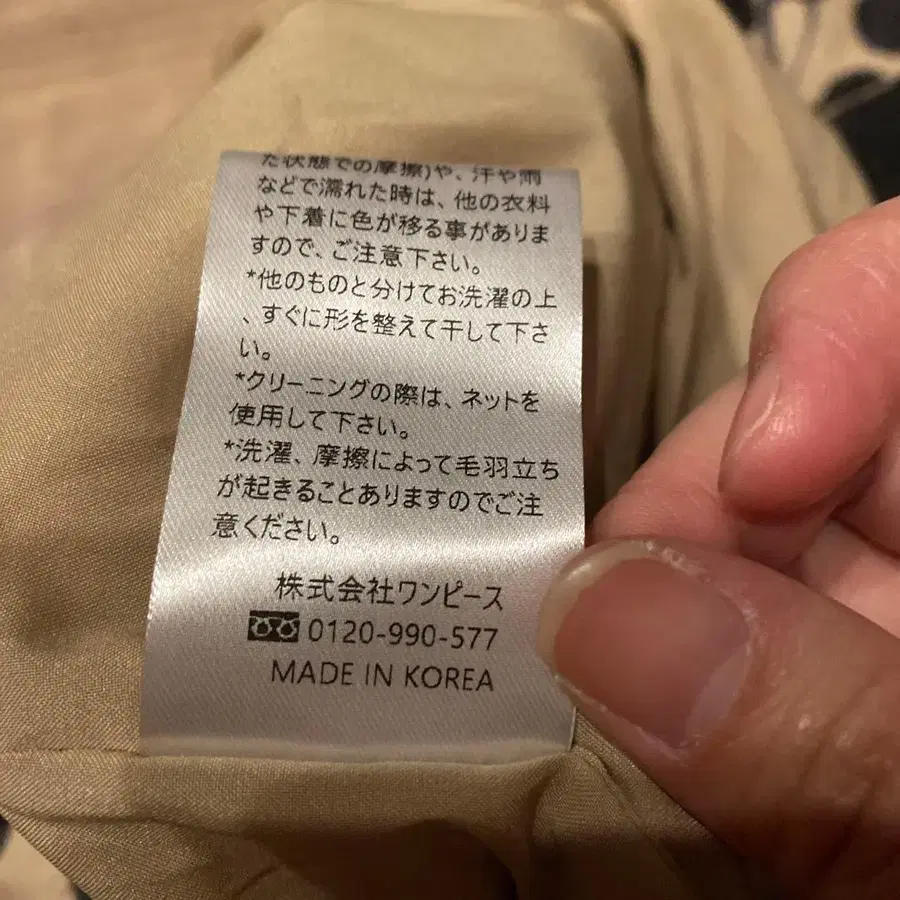 た状態での摩擦)や、汗や雨
などで濡れた時は、他の衣料
や下着に色が移る事がありま
すので、ご注意下さい。
*他のものと分けてお洗濯の上
、すぐに形を整えて干して下さ
い。
*クリーニングの際は、ネットを
使用して下さい。
*洗濯、摩擦によって毛羽立ち
が起きることありますのでご注
意ください。
株式会社ワンピース
0120-990-577
MADE IN KOREA